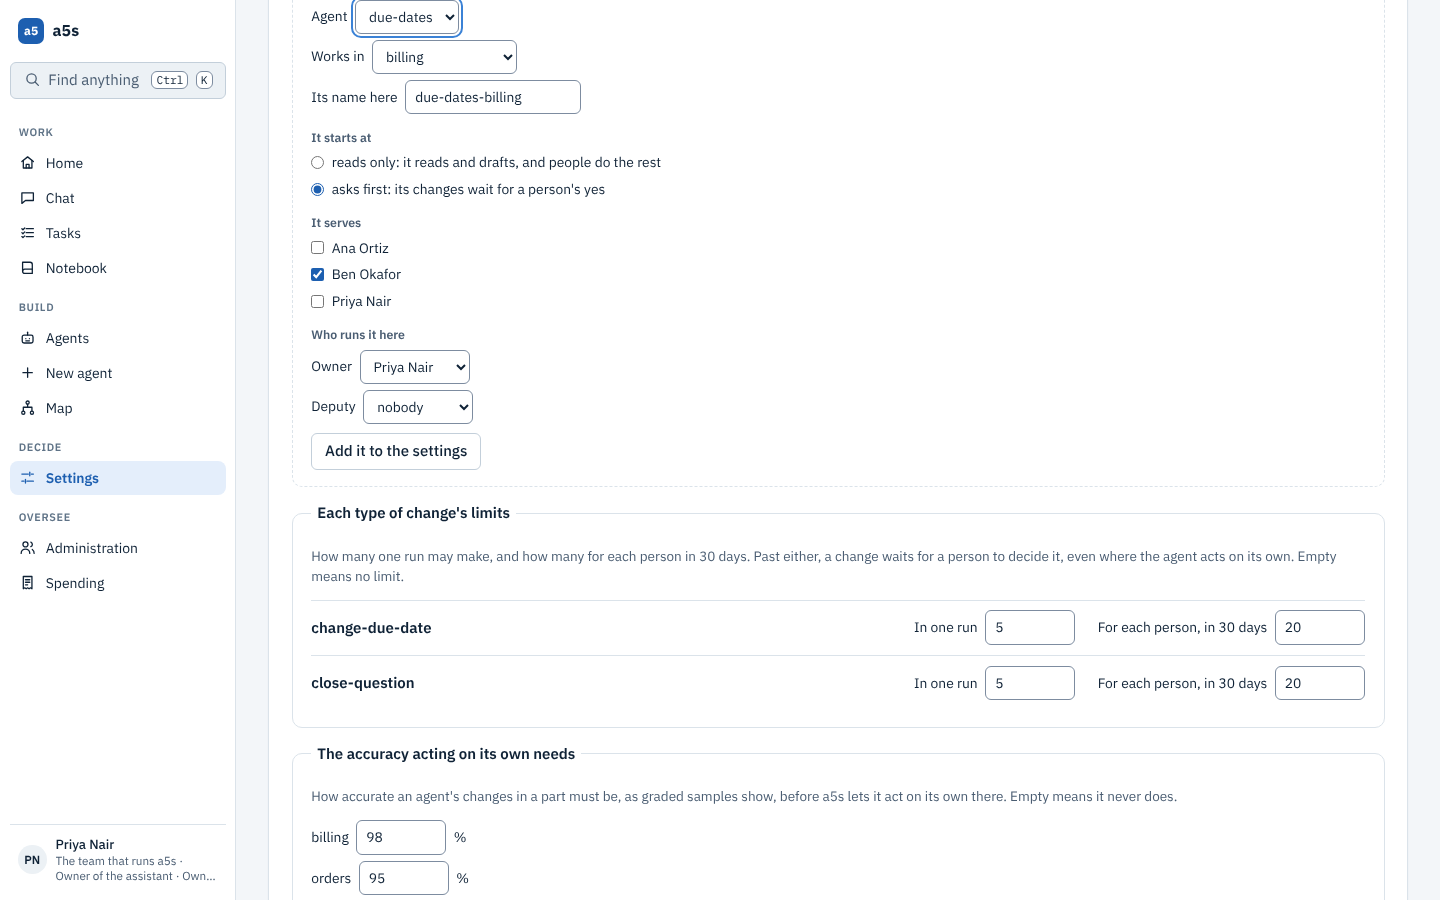 a5 a5s
Find anything Ctrl K
WORK
Home
Chat
Tasks
Notebook
BUILD
Agents
New agent
Map
DECIDE
Settings
OVERSEE
Administration
Spending
PN Priya Nair
The team that runs a5s ·
Owner of the assistant · Own...
Agent due-dates
Works in billing
Its name here due-dates-billing
It starts at
reads only: it reads and drafts, and people do the rest
asks first: its changes wait for a person's yes
It serves
Ana Ortiz
Ben Okafor
Priya Nair
Who runs it here
Owner Priya Nair
Deputy nobody
Add it to the settings
Each type of change's limits
How many one run may make, and how many for each person in 30 days. Past either, a change waits for a person to decide it, even where the agent acts on its own. Empty
means no limit.
change-due-date In one run 5 For each person, in 30 days 20
close-question In one run 5 For each person, in 30 days 20
The accuracy acting on its own needs
How accurate an agent's changes in a part must be, as graded samples show, before a5s lets it act on its own there. Empty means it never does.
billing 98 %
orders 95 %